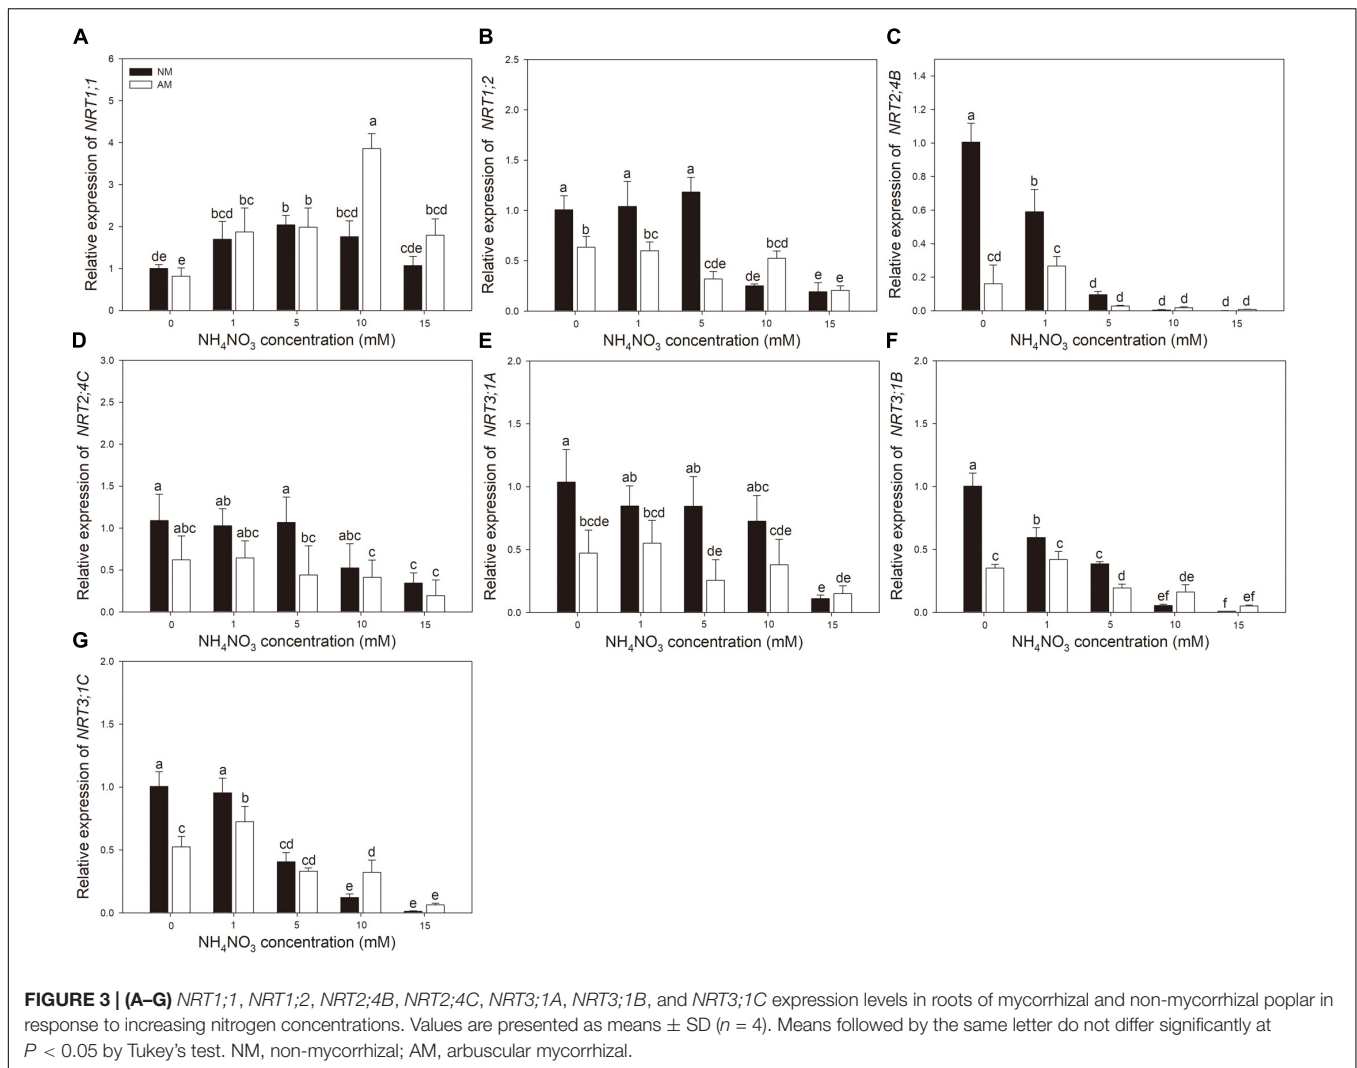 A
Relative expression of NRT1;1
6
5
4
3
2
1
0
NM
AM
de e bcd bc b b bcd a cde bcd
0 1 5 10 15
NH4NO3 concentration (mM)
B
Relative expression of NRT1;2
2.5
2.0
1.5
1.0
0.5
0.0
a b a bc a cde de bcd e e
0 1 5 10 15
NH4NO3 concentration (mM)
C
Relative expression of NRT2;4B
1.4
1.2
1.0
0.8
0.6
0.4
0.2
0.0
a cd b c d d d d d d
0 1 5 10 15
NH4NO3 concentration (mM)
D
Relative expression of NRT2;4C
3.0
2.5
2.0
1.5
1.0
0.5
0.0
a abc ab abc a bc abc c c c
0 1 5 10 15
NH4NO3 concentration (mM)
E
Relative expression of NRT3;1A
2.0
1.5
1.0
0.5
0.0
a bcde ab bcd ab de abc cde e de
0 1 5 10 15
NH4NO3 concentration (mM)
F
Relative expression of NRT3;1B
2.0
1.5
1.0
0.5
0.0
a c b c c d ef de f ef
0 1 5 10 15
NH4NO3 concentration (mM)
G
Relative expression of NRT3;1C
2.0
1.5
1.0
0.5
0.0
a c a b cd cd e d e e
0 1 5 10 15
NH4NO3 concentration (mM)
FIGURE 3 | (A–G) NRT1;1, NRT1;2, NRT2;4B, NRT2;4C, NRT3;1A, NRT3;1B, and NRT3;1C expression levels in roots of mycorrhizal and non-mycorrhizal poplar in
response to increasing nitrogen concentrations. Values are presented as means ± SD (n = 4). Means followed by the same letter do not differ significantly at
P < 0.05 by Tukey's test. NM, non-mycorrhizal; AM, arbuscular mycorrhizal.